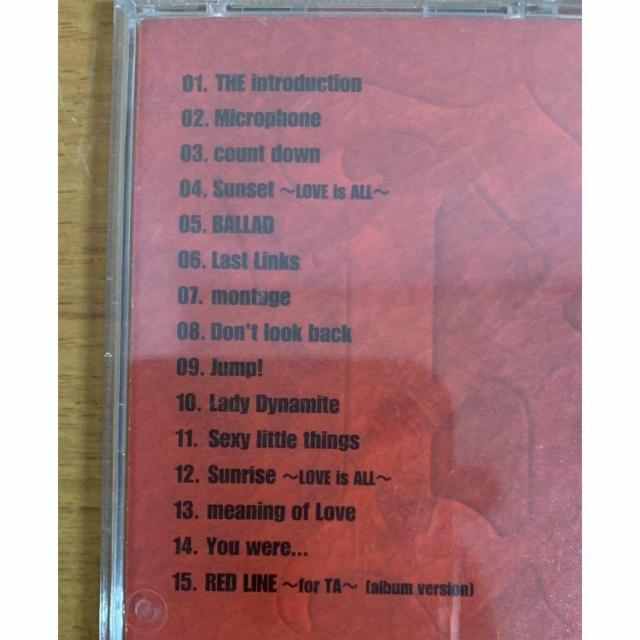 01. THE introduction
02. Microphone
03. count down
04. Sunset ～LOVE is ALL～
05. BALLAD
06. Last Links
07. montage
08. Don't look back
09. Jump!
10. Lady Dynamite
11. Sexy little things
12. Sunrise ～LOVE is ALL～
13. meaning of Love
14. You were...
15. RED LINE ～for TA～ (album version)